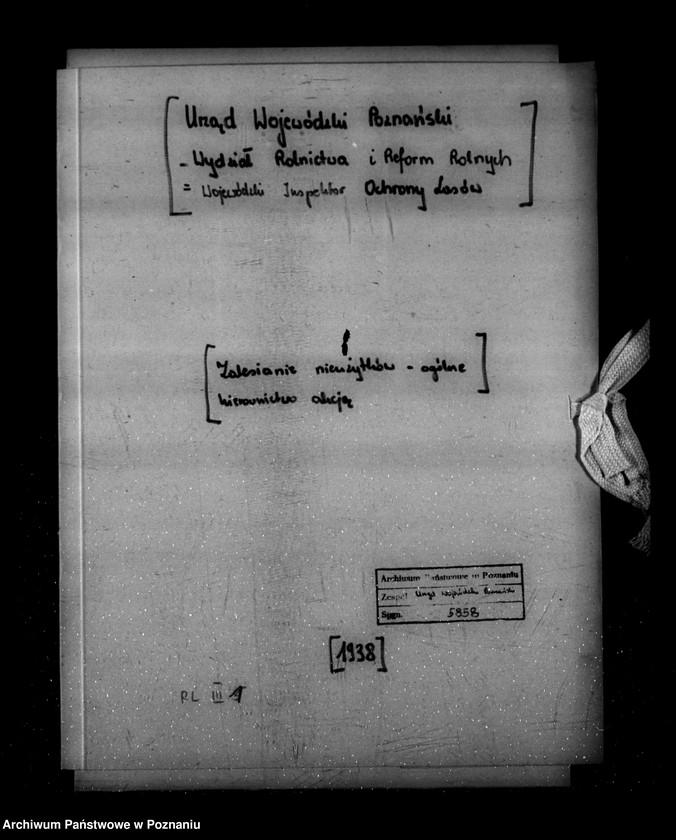 [Urząd Wojewódzki Poznański
- Wydział Rolnictwa i Reform Rolnych
= Wojewódzki Inspektor Ochrony Lasów]
[Zalesianie nieużytków - ogólne
kierownictwo akcją]
Archiwum Państwowe w Poznaniu
Zespół Urząd Wojewódzki Poznański
Sygn. 5858
[1938]
RL III 1
Archiwum Państwowe w Poznaniu